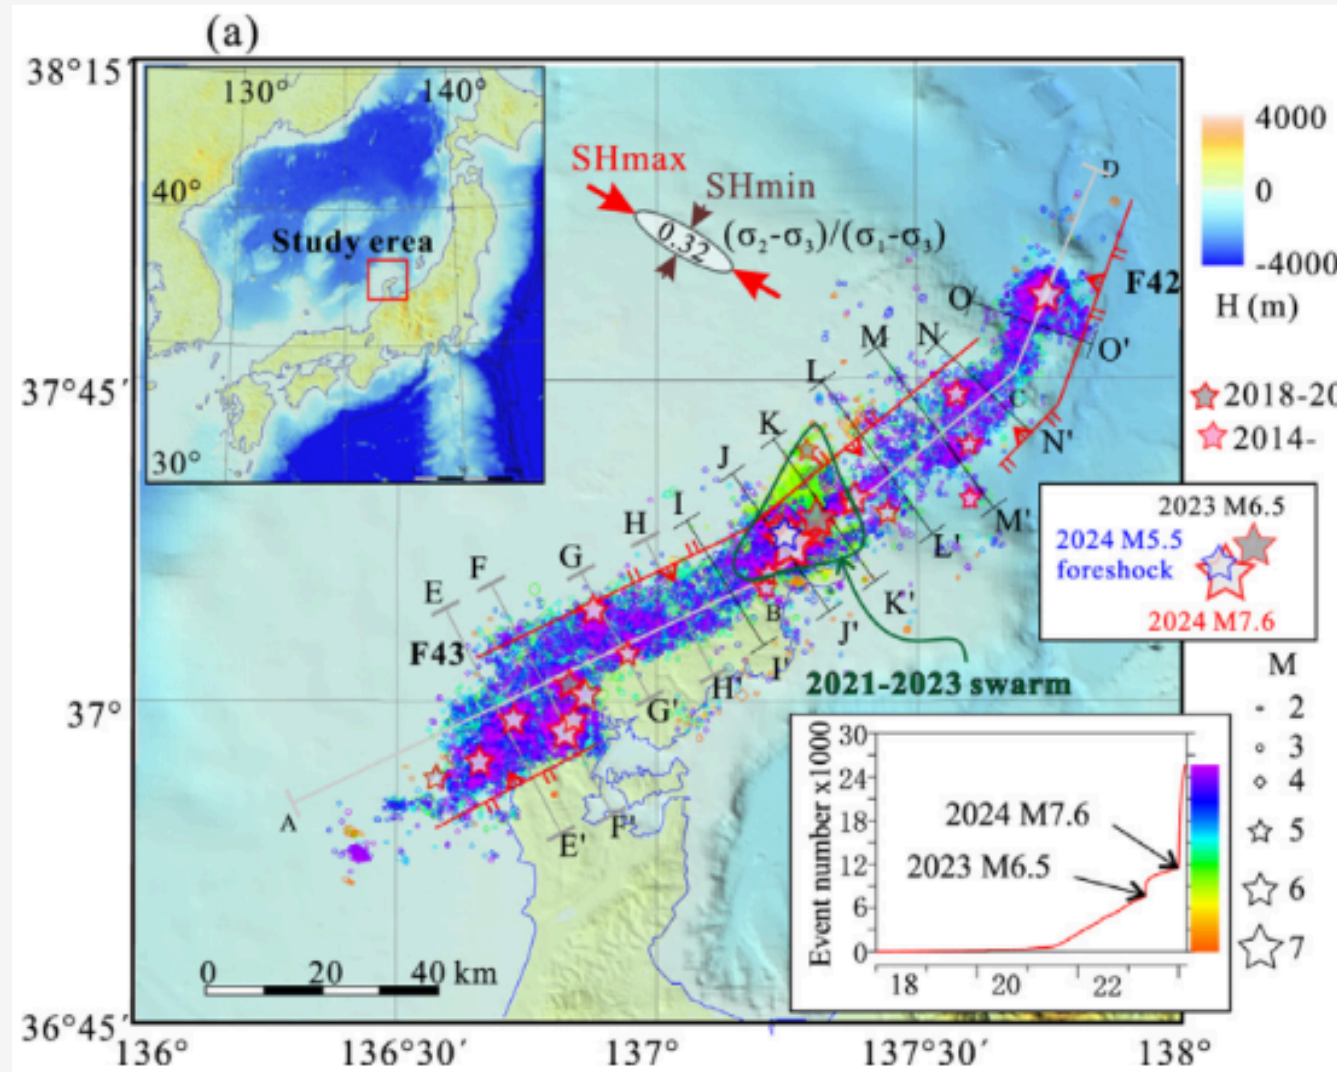 (a)
38°15′
37°45′
37°
36°45′
136°
136°30′
137°
137°30′
138°
130°
140°
40°
30°
Study erea
SHmax
SHmin
0.32
(σ₂-σ₃)/(σ₁-σ₃)
4000
0
-4000
H (m)
2018-20
2014-
F42
F43
A
B
C
D
E
F
G
H
I
J
K
L
M
N
O
O'
N'
M'
L'
K'
J'
I'
H'
G'
F'
E'
2021-2023 swarm
2023 M6.5
2024 M5.5
foreshock
2024 M7.6
M
2
3
4
5
6
7
Event number x1000
30
24
18
12
6
0
18
20
22
2024 M7.6
2023 M6.5
0
20
40 km